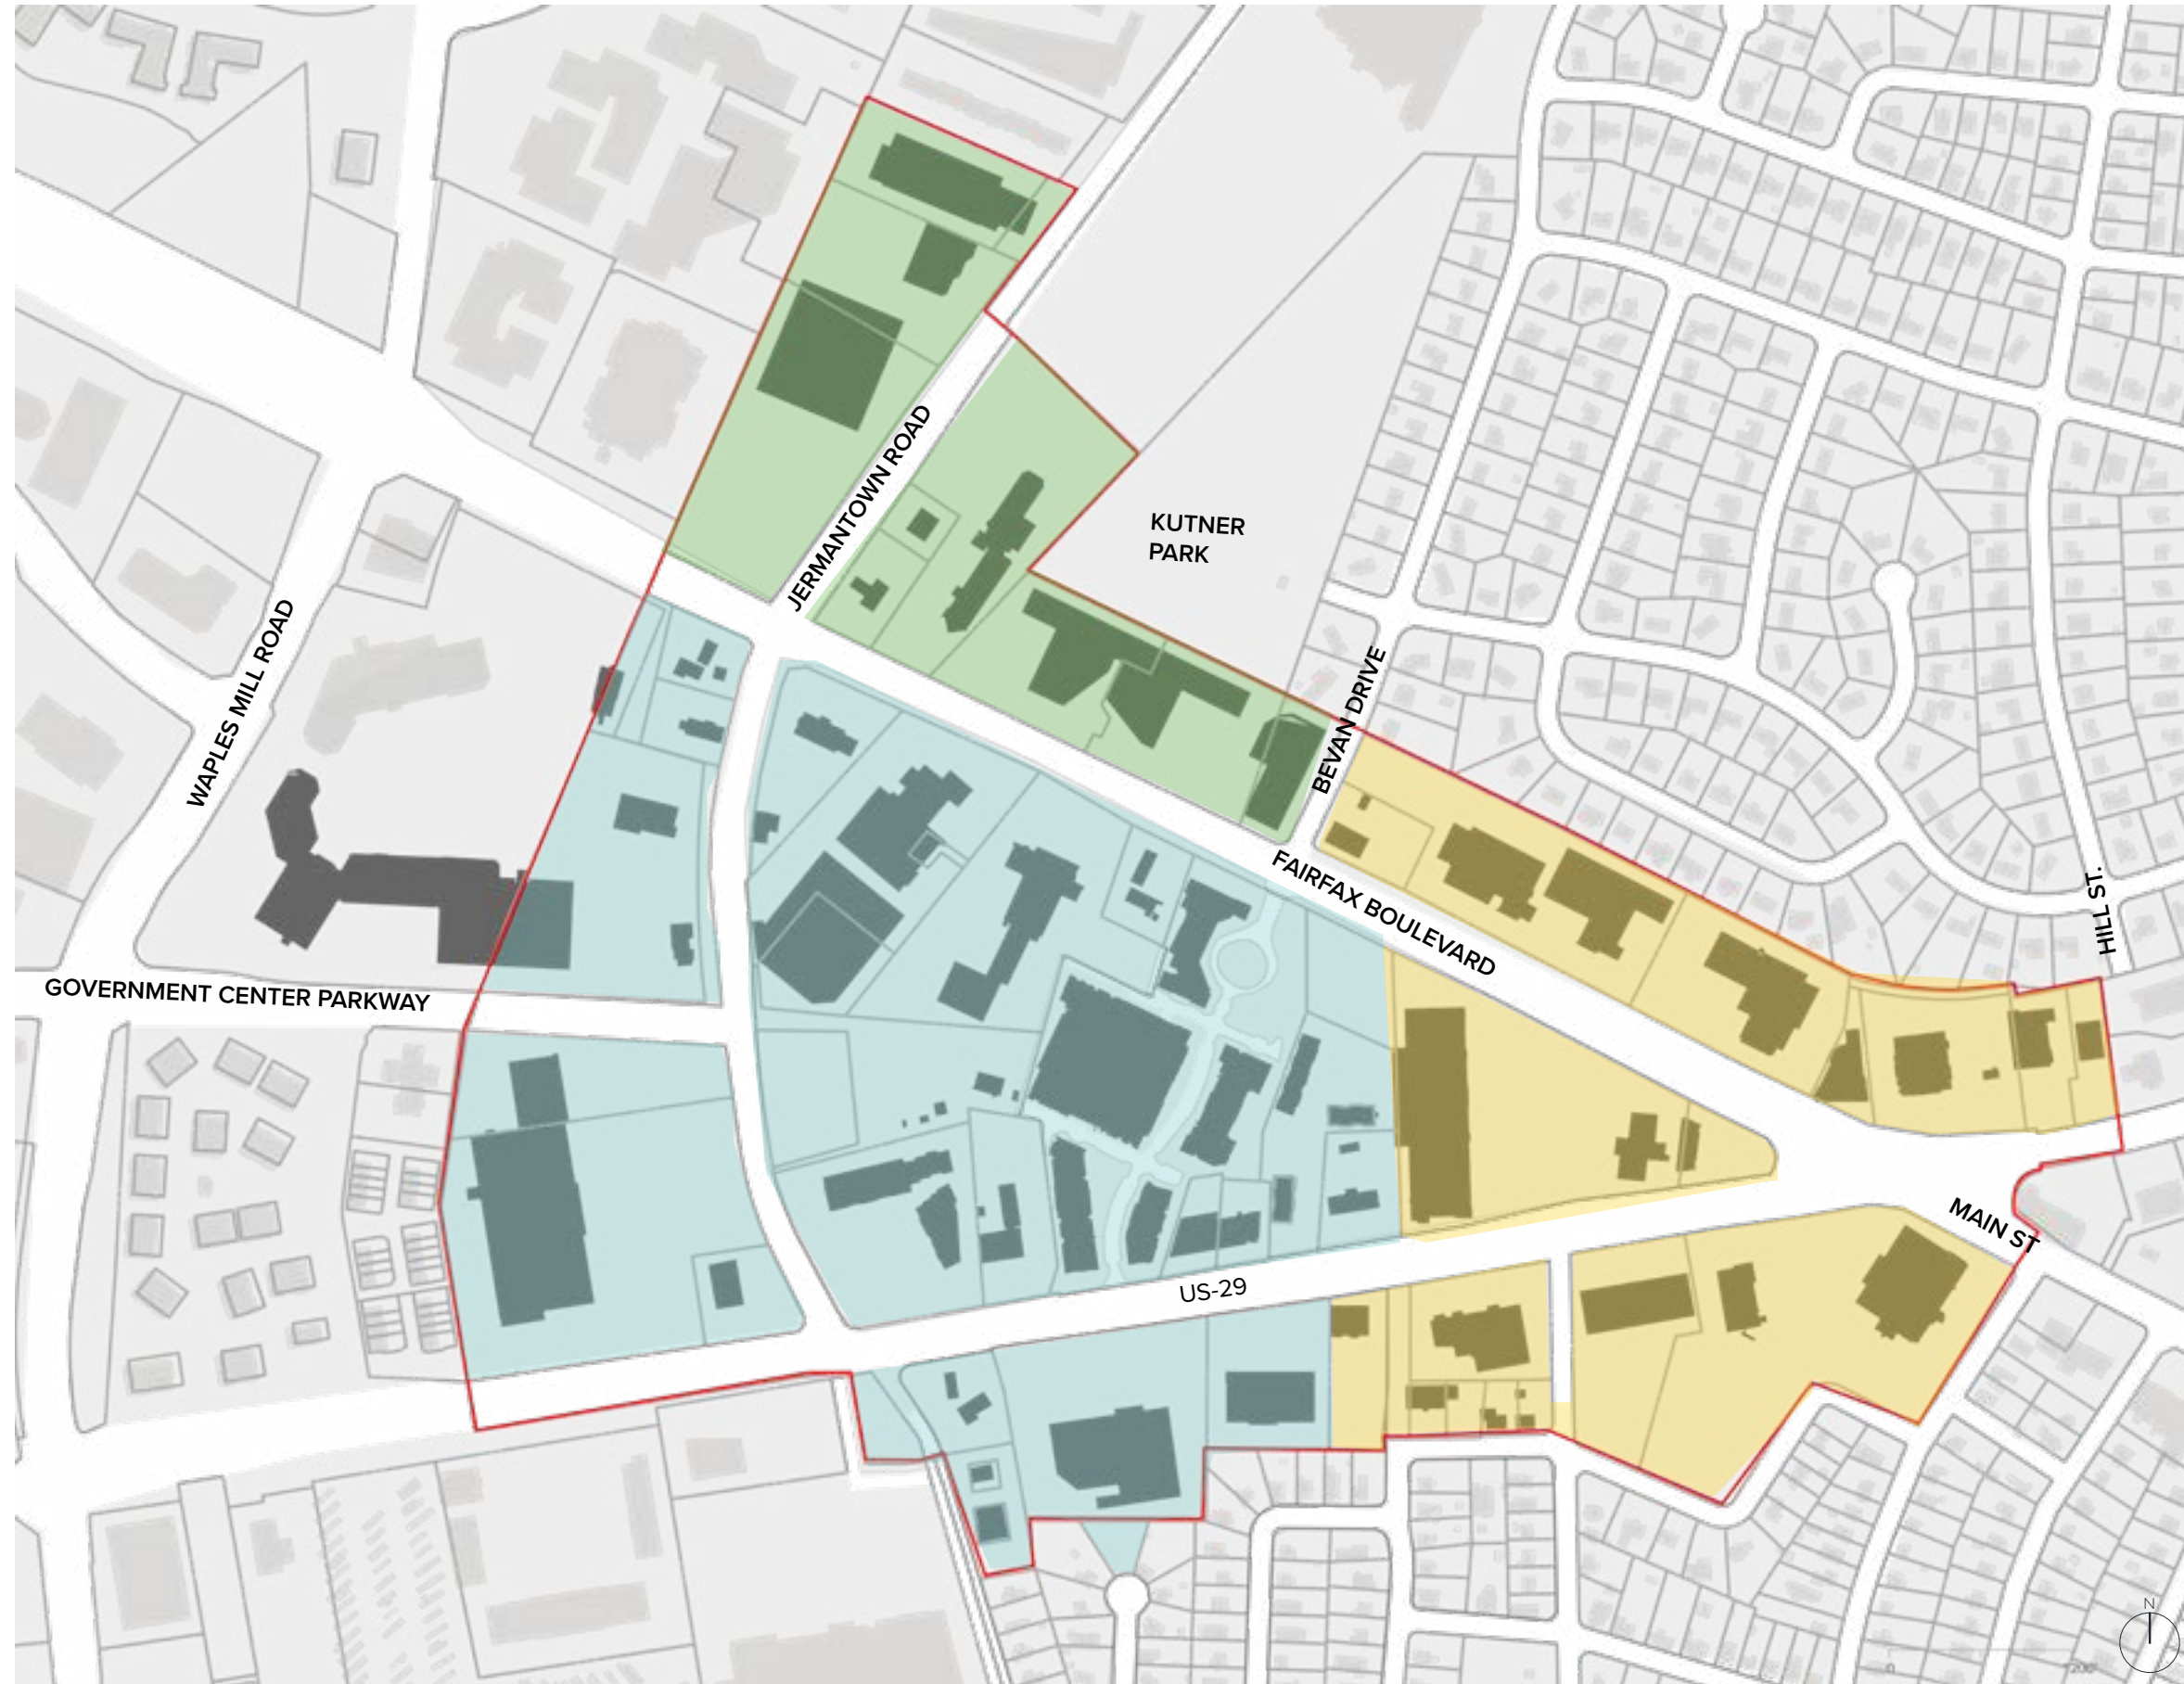 JERMANTOWN ROAD
KUTNER
PARK
WAPLES MILL ROAD
BEVAN DRIVE
FAIRFAX BOULEVARD
HILL ST.
GOVERNMENT CENTER PARKWAY
MAIN ST
US-29
N
0